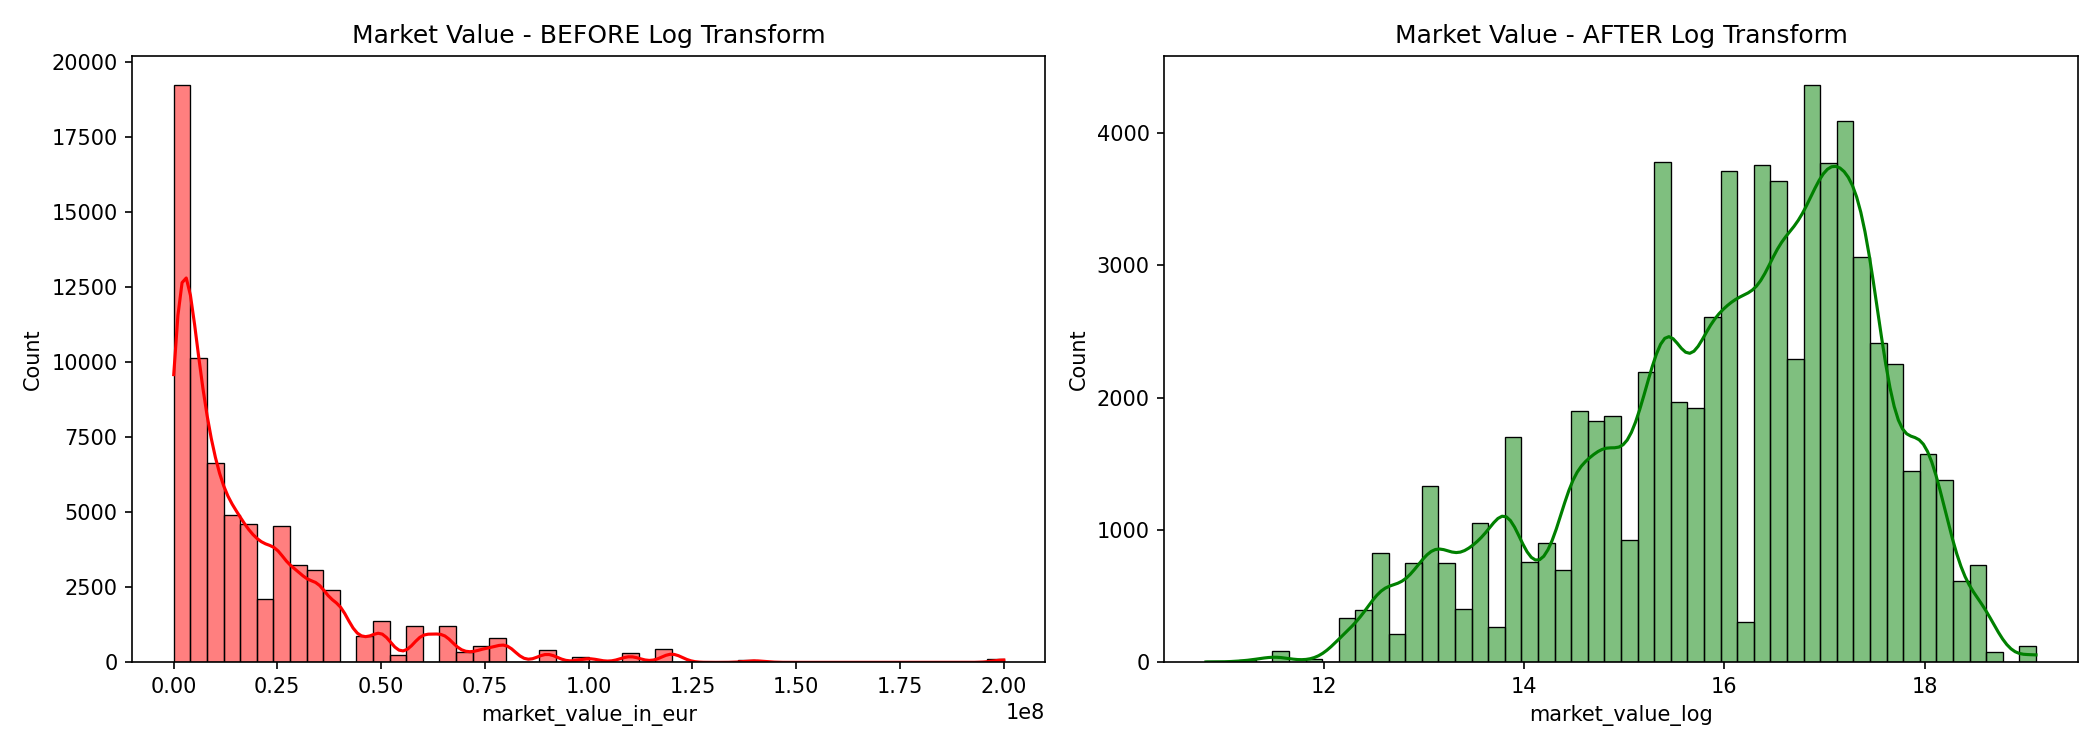 Market Value - BEFORE Log Transform
20000
17500
15000
12500
10000
7500
5000
2500
0
Count
0.00 0.25 0.50 0.75 1.00 1.25 1.50 1.75 2.00
1e8
market_value_in_eur
Market Value - AFTER Log Transform
4000
3000
2000
1000
0
Count
12 14 16 18
market_value_log